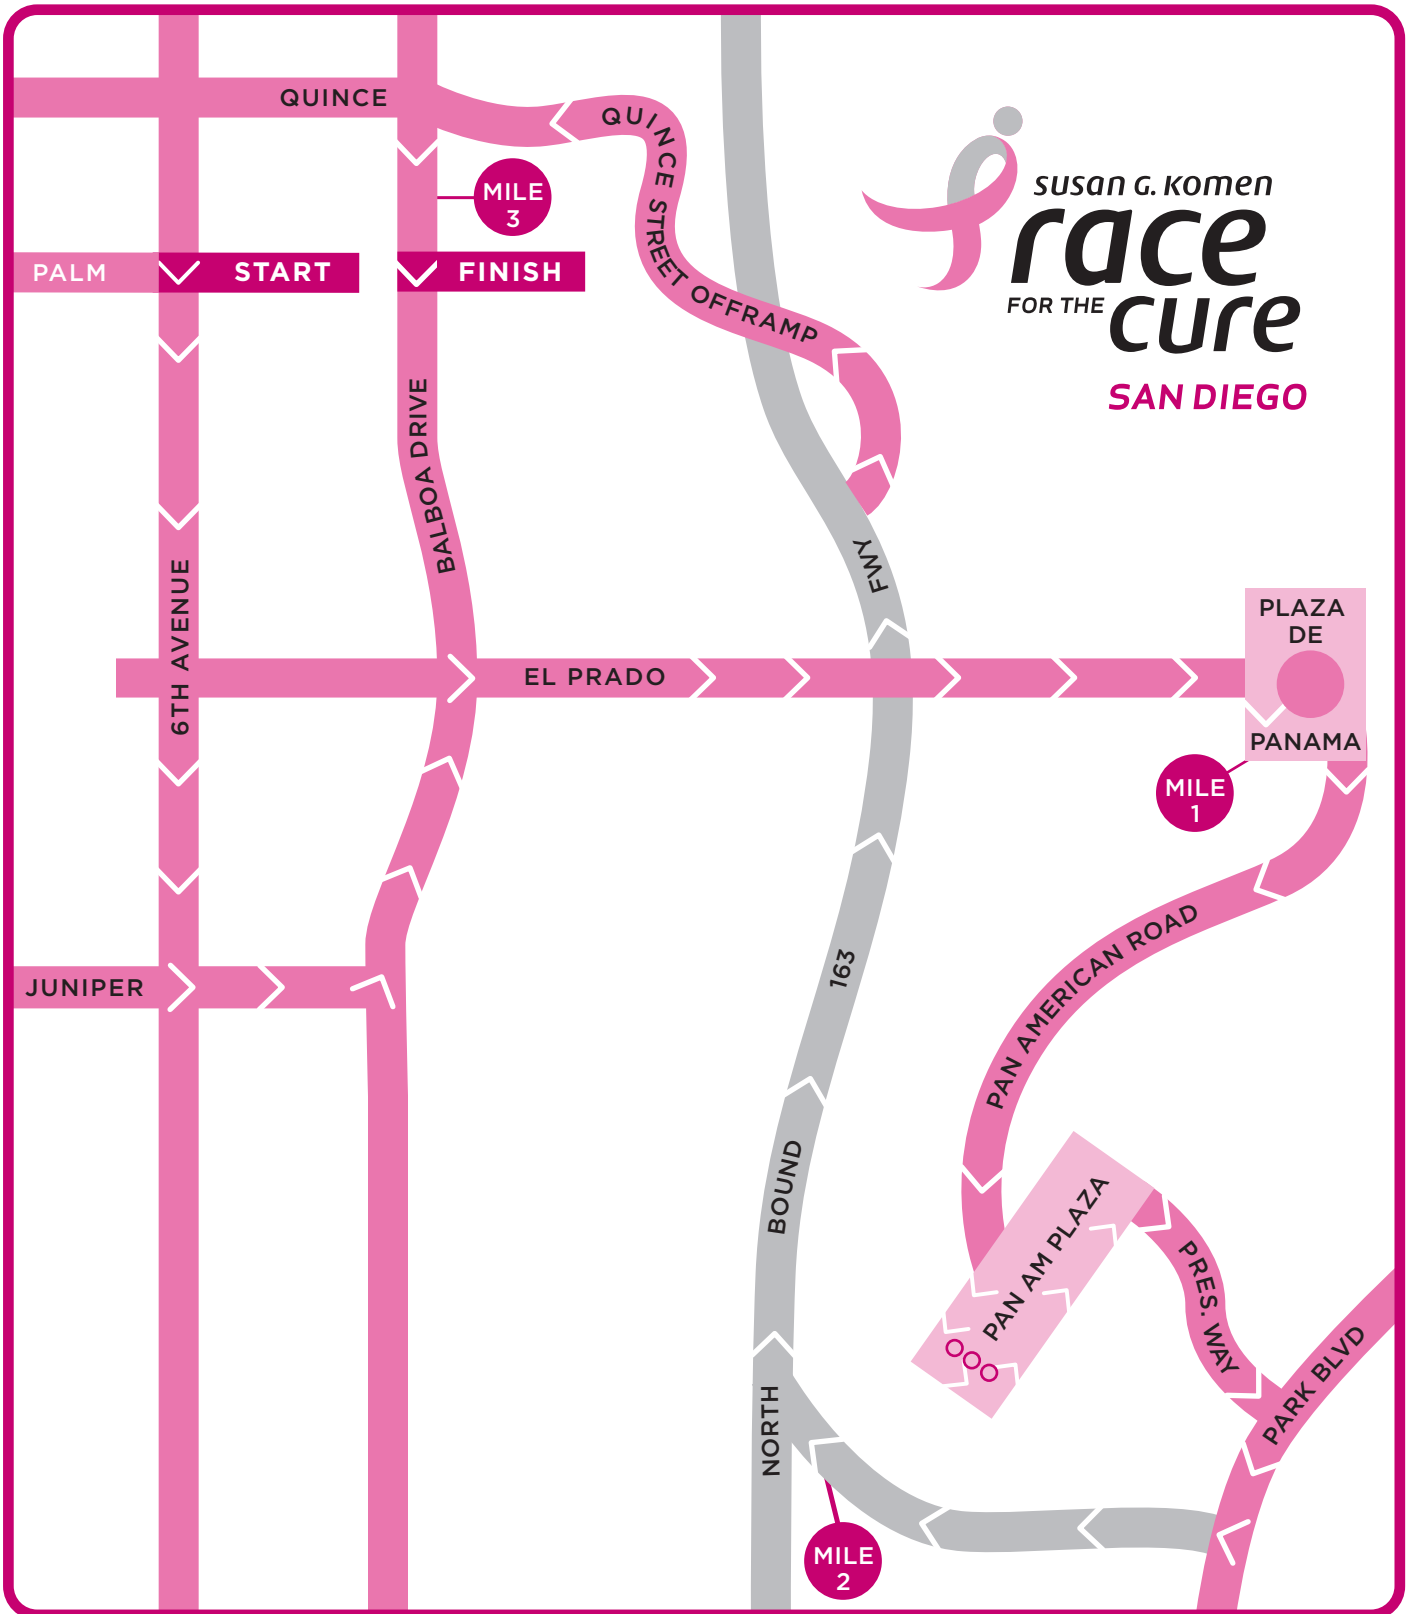 QUINCE
QUINCE STREET OFFRAMP
MILE
3
PALM
START
FINISH
susan G. Komen
race
FOR THE
cure
SAN DIEGO
BALBOA DRIVE
6TH AVENUE
FWY
EL PRADO
PLAZA
DE
PANAMA
MILE
1
PAN AMERICAN ROAD
163
JUNIPER
BOUND
PAN AM PLAZA
PRES. WAY
PARK BLVD
NORTH
MILE
2